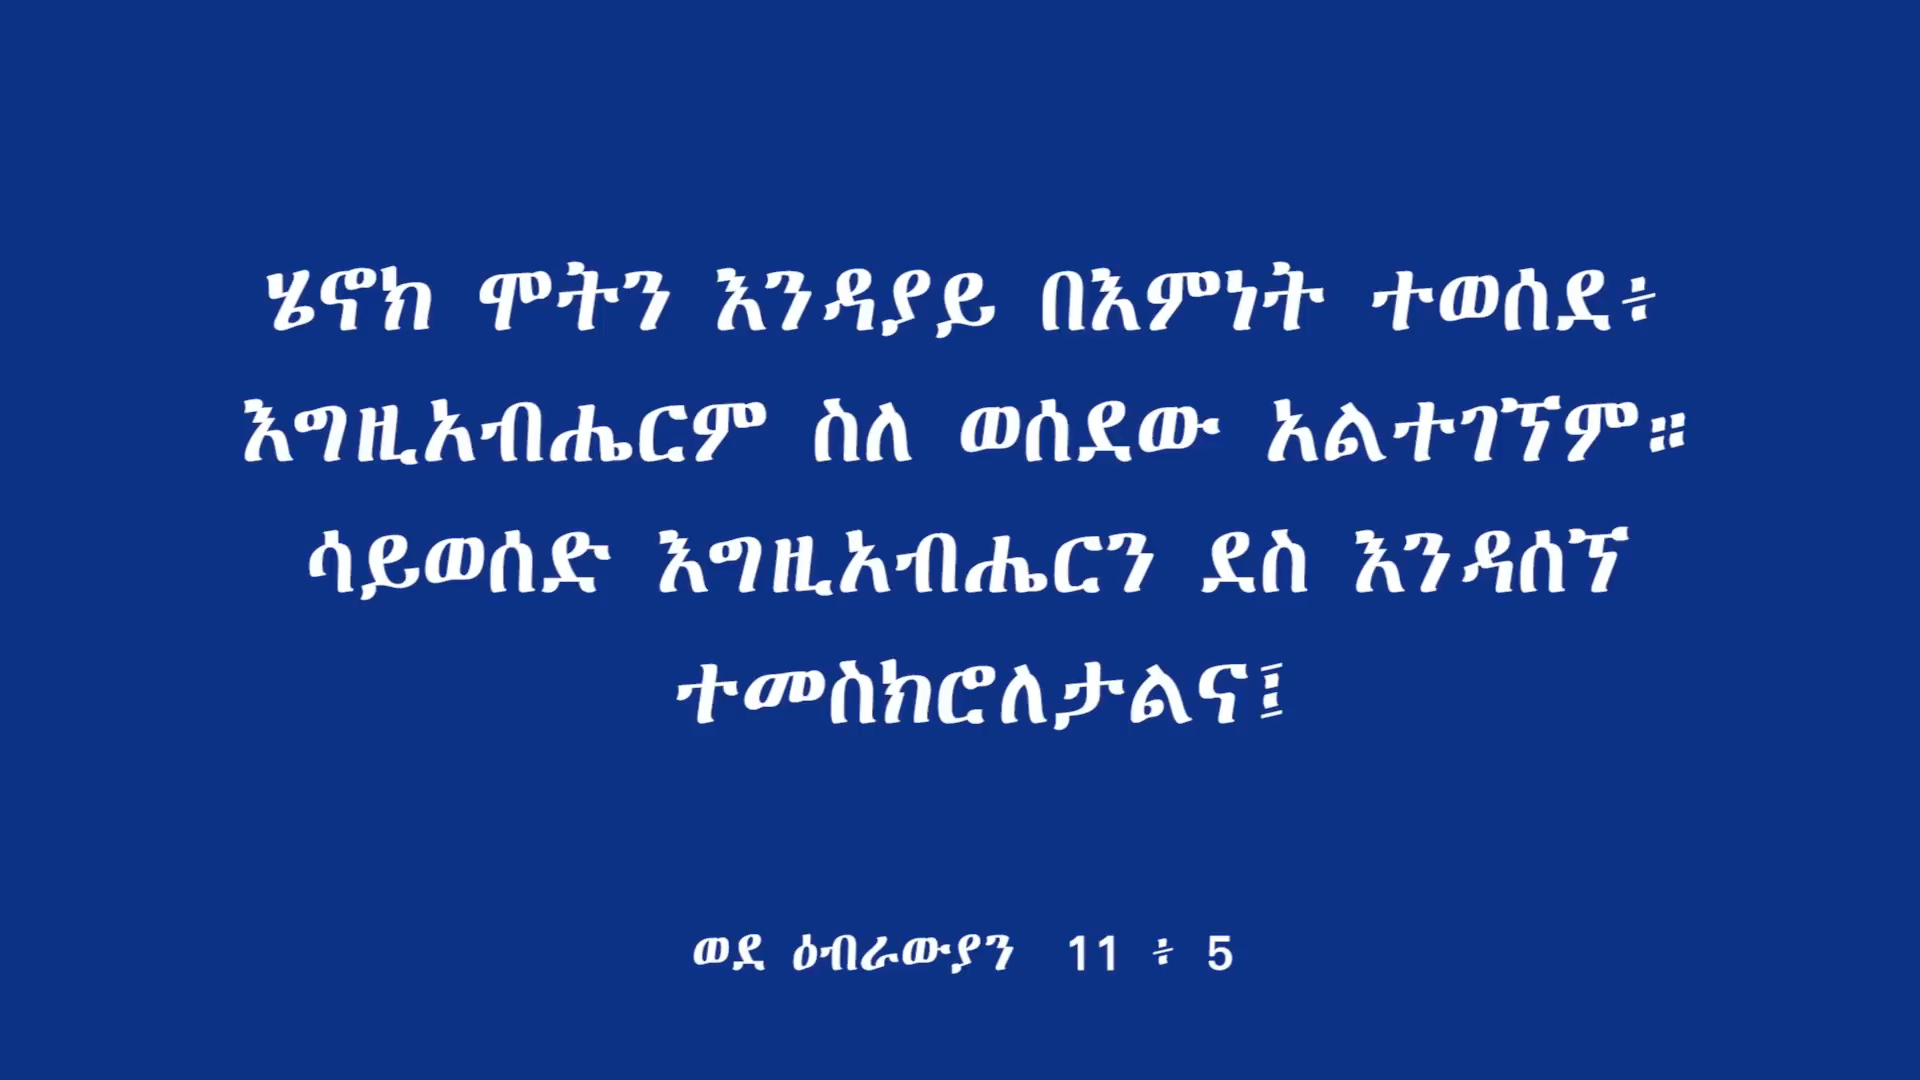 ሄኖክ ሞትን እንዳያይ በእምነት ተወሰደ፥
እግዚአብሔርም ስለ ወሰደው አልተገኘም።
ሳይወሰድ እግዚአብሔርን ደስ እንዳሰኘ
ተመስክሮለታልና፤
ወደ ዕብራውያን 11 ፥ 5